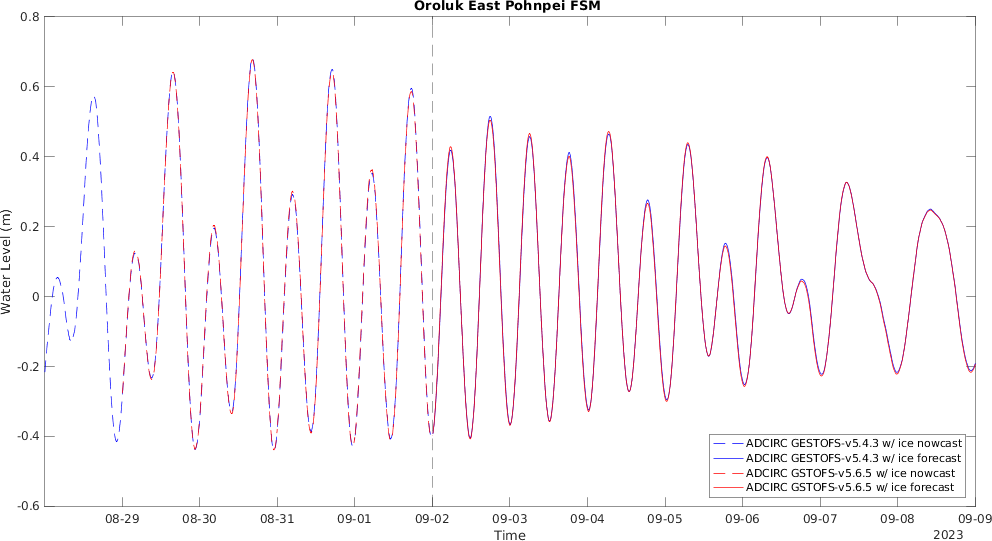 Oroluk East Pohnpei FSM
0.8
0.6
0.4
0.2
0
-0.2
-0.4
-0.6
Water Level (m)
08-29 08-30 08-31 09-01 09-02 09-03 09-04 09-05 09-06 09-07 09-08 09-09
Time
2023
ADCIRC GESTOFS-v5.4.3 w/ ice nowcast
ADCIRC GESTOFS-v5.4.3 w/ ice forecast
ADCIRC GSTOFS-v5.6.5 w/ ice nowcast
ADCIRC GSTOFS-v5.6.5 w/ ice forecast